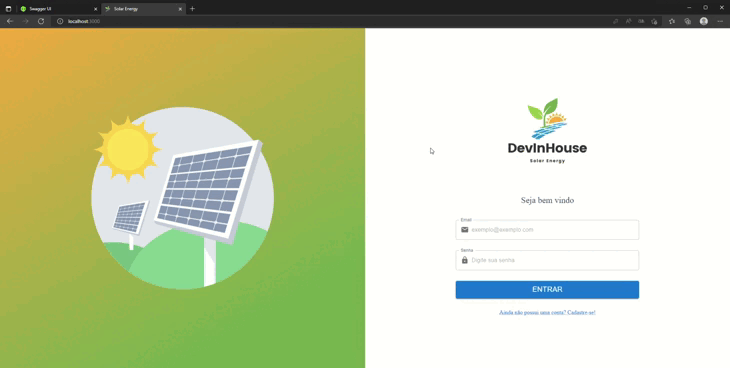 Swagger UI
Solar Energy
localhost:3000
DevInHouse
Solar Energy
Seja bem vindo
Email
exemplo@exemplo.com
Senha
Digite sua senha
ENTRAR
Ainda não possui uma conta? Cadastre-se!